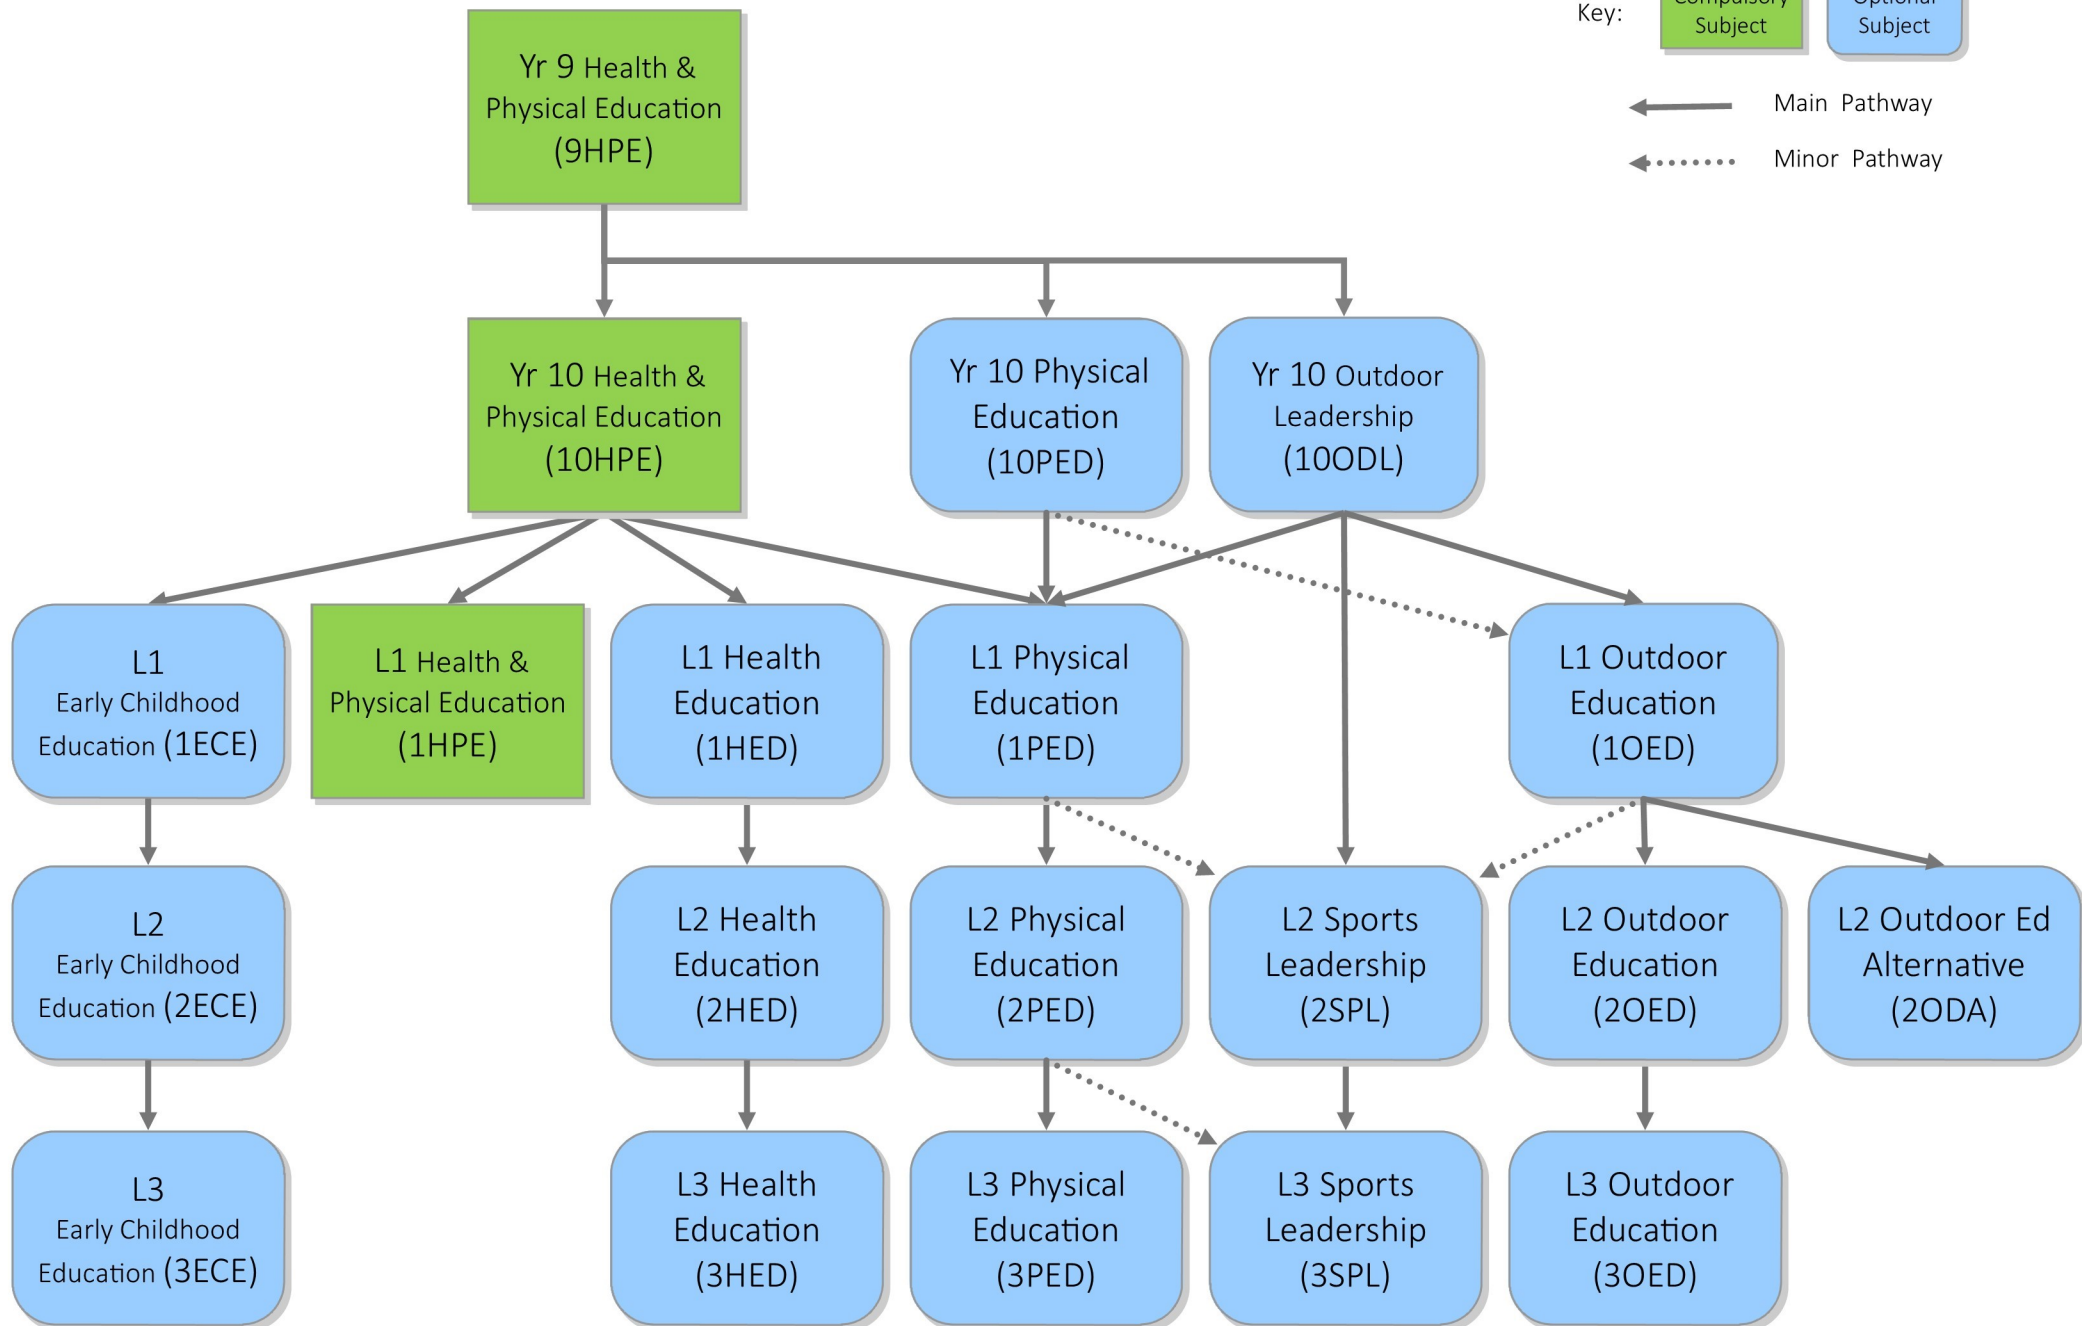 Key:
Compulsory
Subject
Optional
Subject
Main Pathway
Minor Pathway
Yr 9 Health &
Physical Education
(9HPE)
Yr 10 Health &
Physical Education
(10HPE)
Yr 10 Physical
Education
(10PED)
Yr 10 Outdoor
Leadership
(10ODL)
L1
Early Childhood
Education (1ECE)
L1 Health &
Physical Education
(1HPE)
L1 Health
Education
(1HED)
L1 Physical
Education
(1PED)
L1 Outdoor
Education
(1OED)
L2
Early Childhood
Education (2ECE)
L2 Health
Education
(2HED)
L2 Physical
Education
(2PED)
L2 Sports
Leadership
(2SPL)
L2 Outdoor
Education
(2OED)
L2 Outdoor Ed
Alternative
(2ODA)
L3
Early Childhood
Education (3ECE)
L3 Health
Education
(3HED)
L3 Physical
Education
(3PED)
L3 Sports
Leadership
(3SPL)
L3 Outdoor
Education
(3OED)